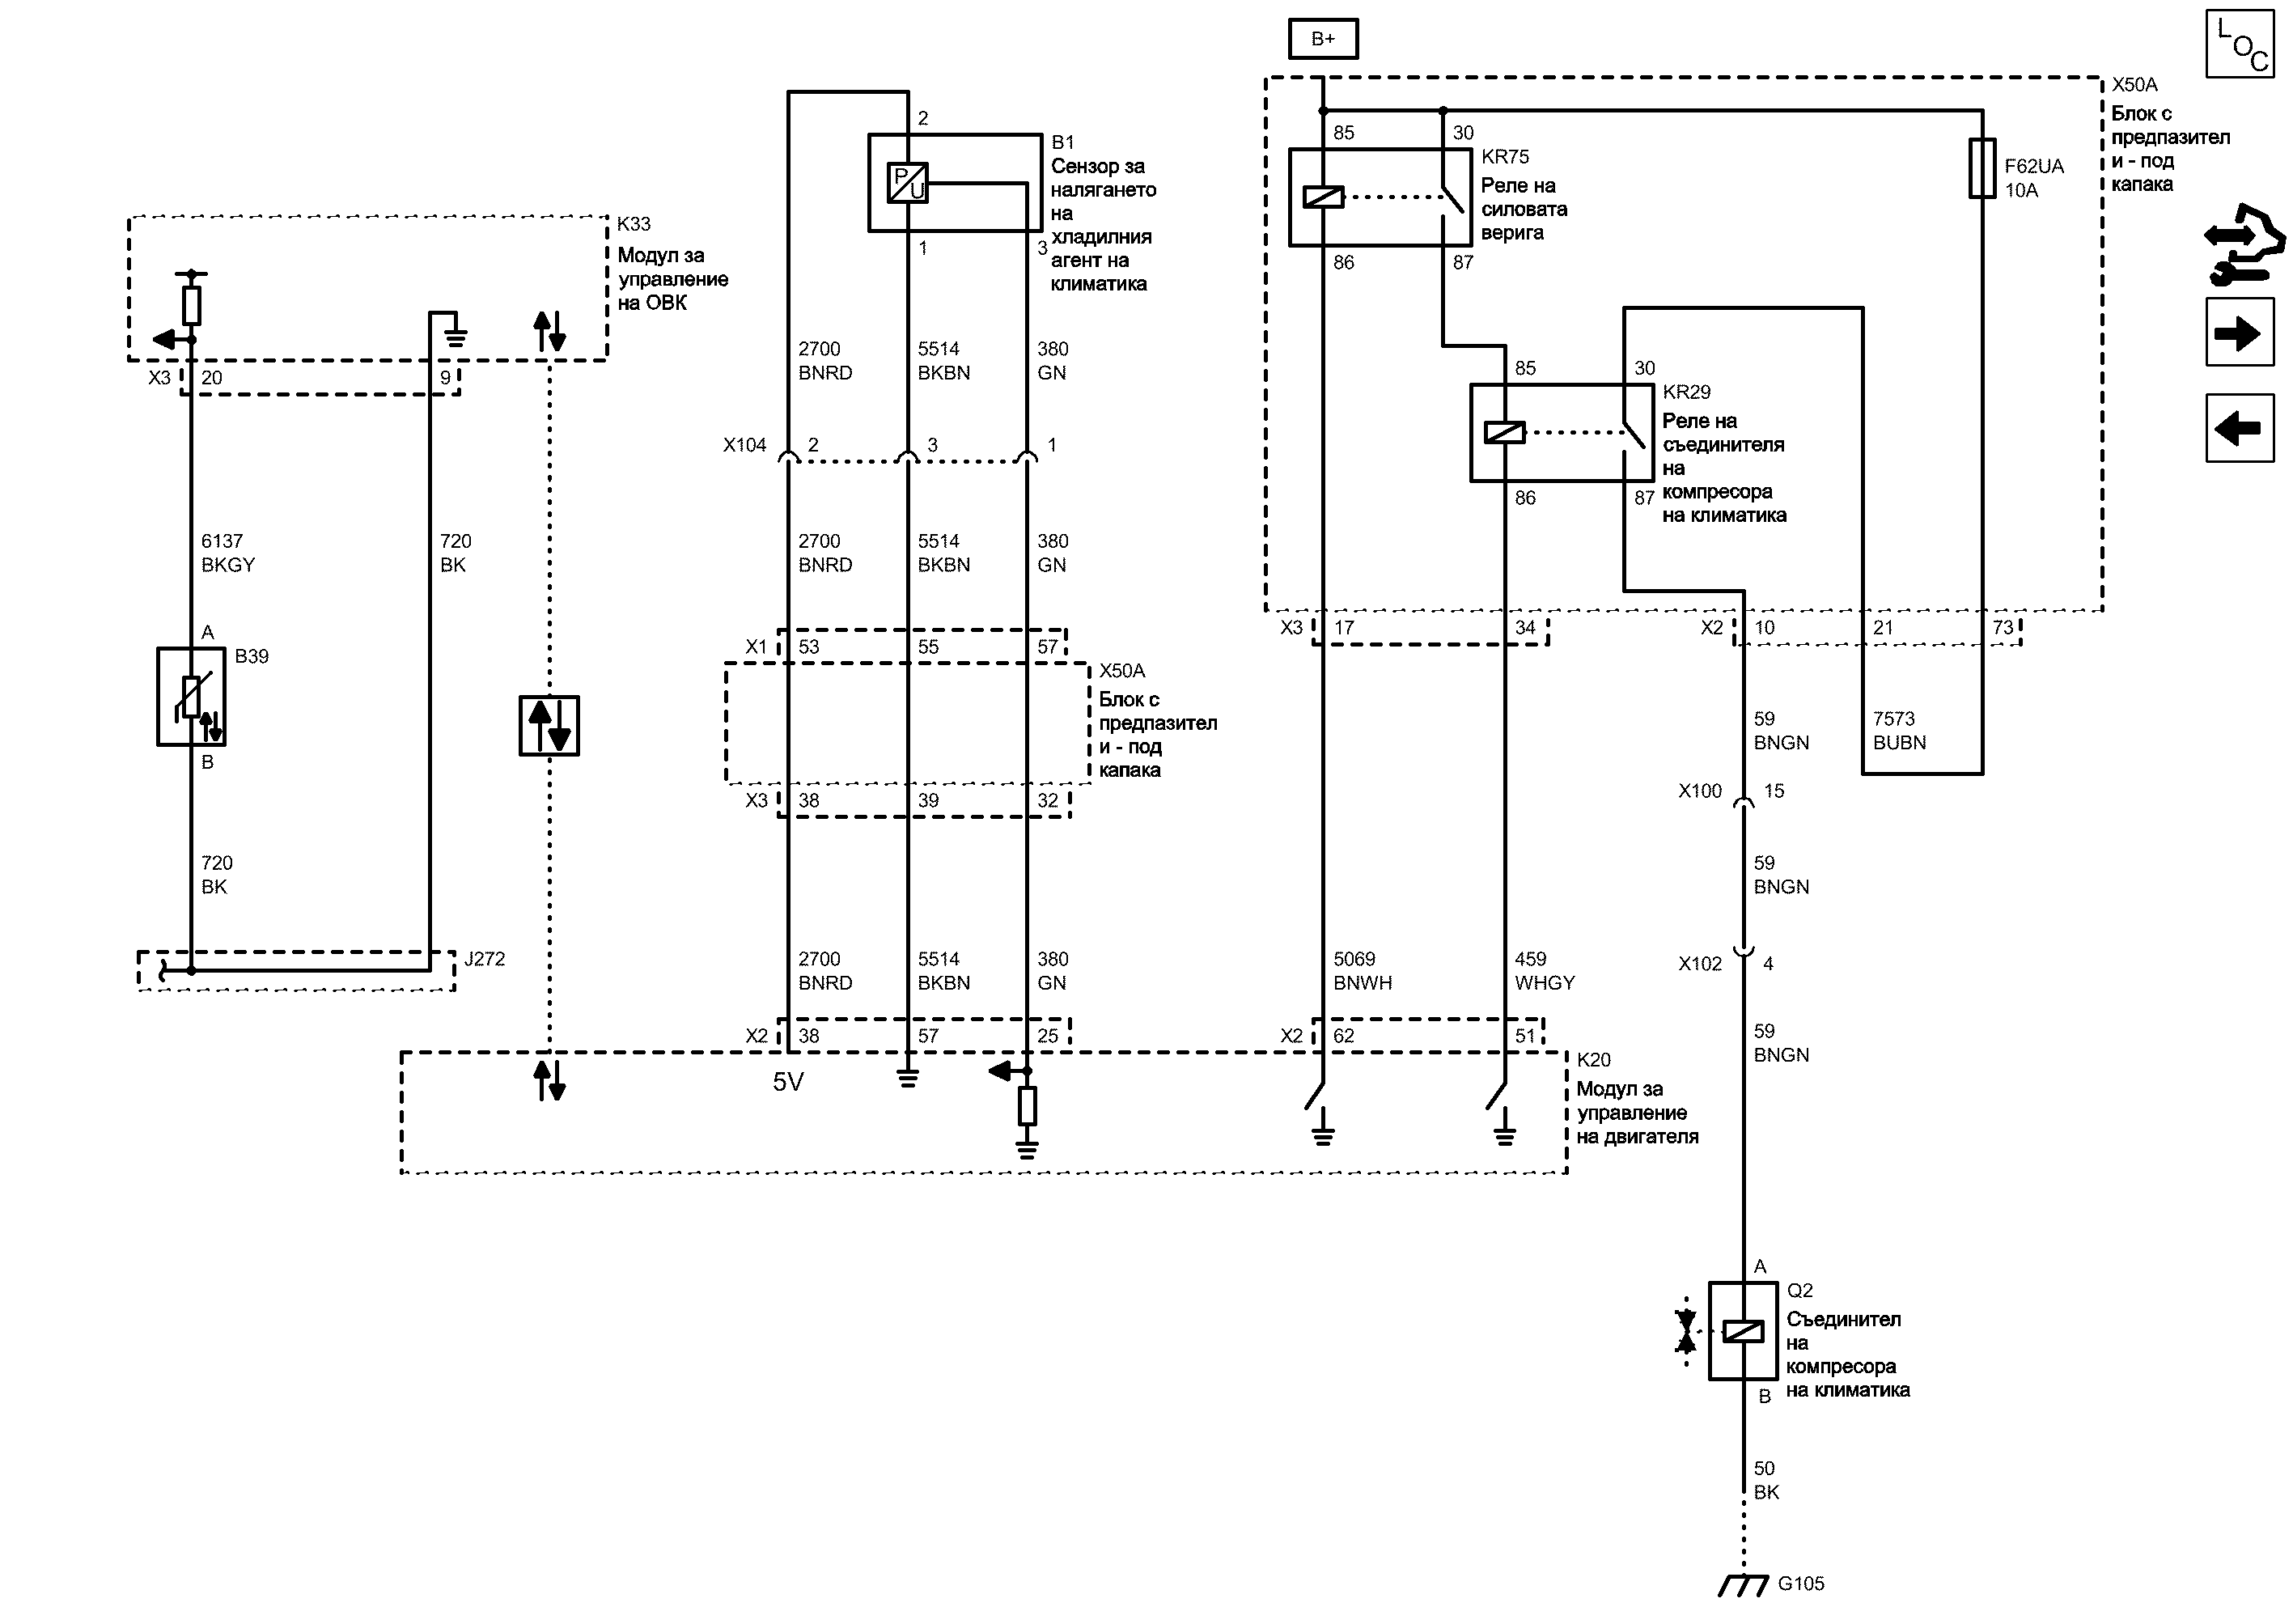 B+
L
O
C
X50A
Блок с
предпазител
и - под
капака
85
30
KR75
Реле на
силовата
верига
86
87
F62UA
10A
2
B1
Сензор за
налягането
на
хладилния
агент на
климатика
P
U
1
3
K33
Модул за
управление
на ОВК
X3
20
9
2700
BNRD
5514
BKBN
380
GN
85
30
KR29
Реле на
съединителя
на
компресора
на климатика
86
87
X104
2
3
1
6137
BKGY
720
BK
2700
BNRD
5514
BKBN
380
GN
A
B39
B
X1
53
55
57
X50A
Блок с
предпазител
и - под
капака
X3
38
39
32
X3
17
34
X2
10
21
73
59
BNGN
7573
BUBN
X100
15
720
BK
59
BNGN
J272
2700
BNRD
5514
BKBN
380
GN
5069
BNWH
459
WHGY
X102
4
X2
38
57
25
X2
62
51
5V
K20
Модул за
управление
на двигателя
59
BNGN
A
Q2
Съединител
на
компресора
на климатика
B
50
BK
G105